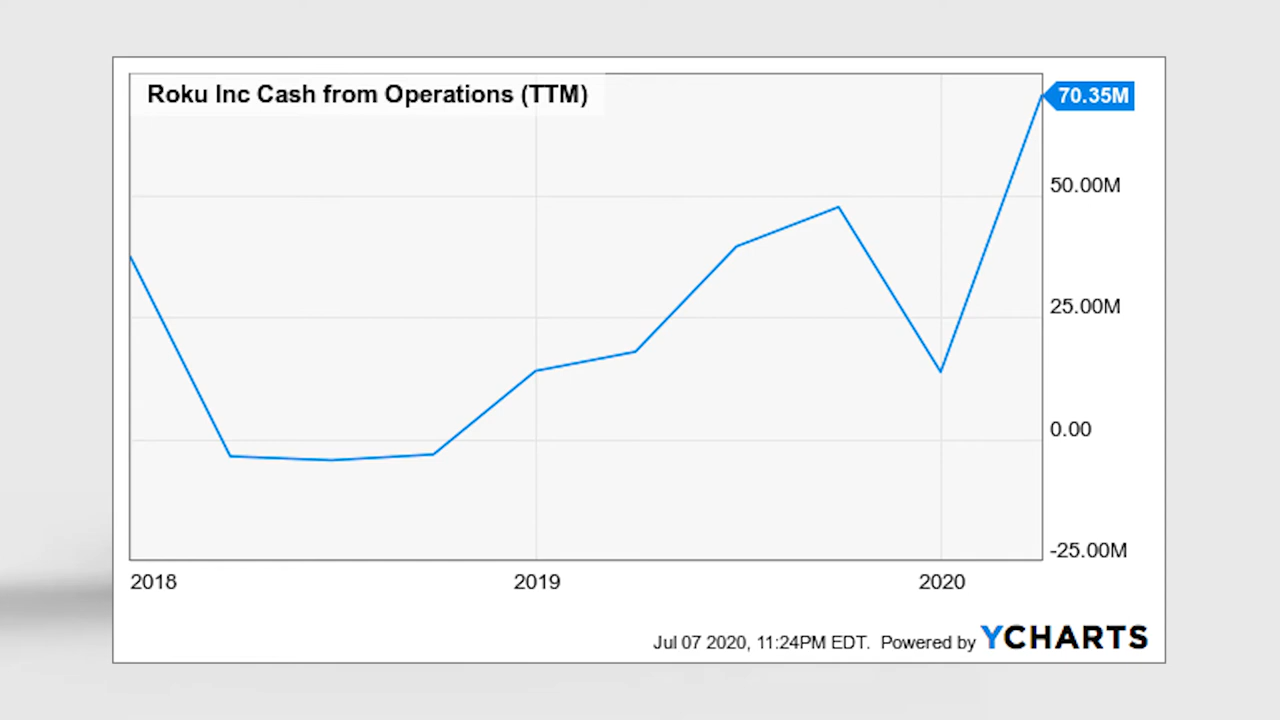 Roku Inc Cash from Operations (TTM)
70.35M
50.00M
25.00M
0.00
-25.00M
2018 2019 2020
Jul 07 2020, 11:24PM EDT. Powered by YCHARTS